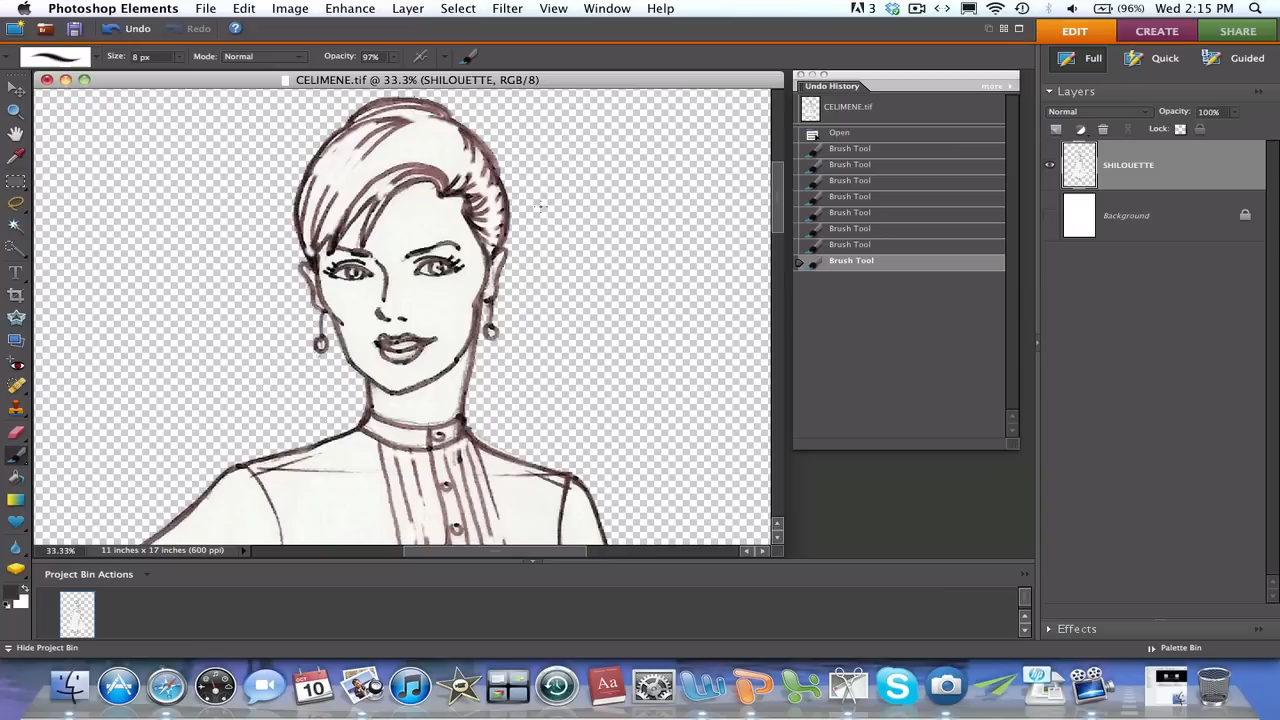 Photoshop Elements File Edit Image Enhance Layer Select Filter View Window Help 3 (96%) Wed 2:15 PM
Undo Redo EDIT CREATE SHARE
Size: 8 px Mode: Normal Opacity: 97% Full Quick Guided
CELIMENE.tif @ 33.3% (SHILOUETTE, RGB/8)
Undo History more
CELIMENE.tif
Open
Brush Tool
Brush Tool
Brush Tool
Brush Tool
Brush Tool
Brush Tool
Brush Tool
Brush Tool
Layers
Normal Opacity: 100%
Lock:
SHILOUETTE
Background
33.33% 11 inches x 17 inches (600 ppi)
Project Bin Actions
Effects
Hide Project Bin Palette Bin
OCT
10
Aa